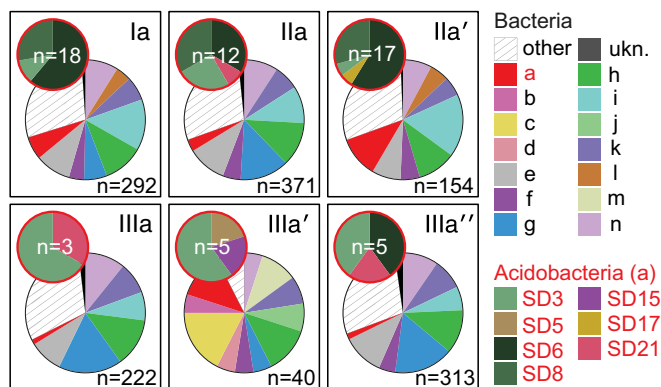 Ia
n=18
n=292
IIa
n=12
n=371
IIa′
n=17
n=154
IIIa
n=3
n=222
IIIa′
n=5
n=40
IIIa′′
n=5
n=313
Bacteria
other
ukn.
a
h
b
i
c
j
d
k
e
l
f
m
g
n
Acidobacteria (a)
SD3
SD15
SD5
SD17
SD6
SD21
SD8